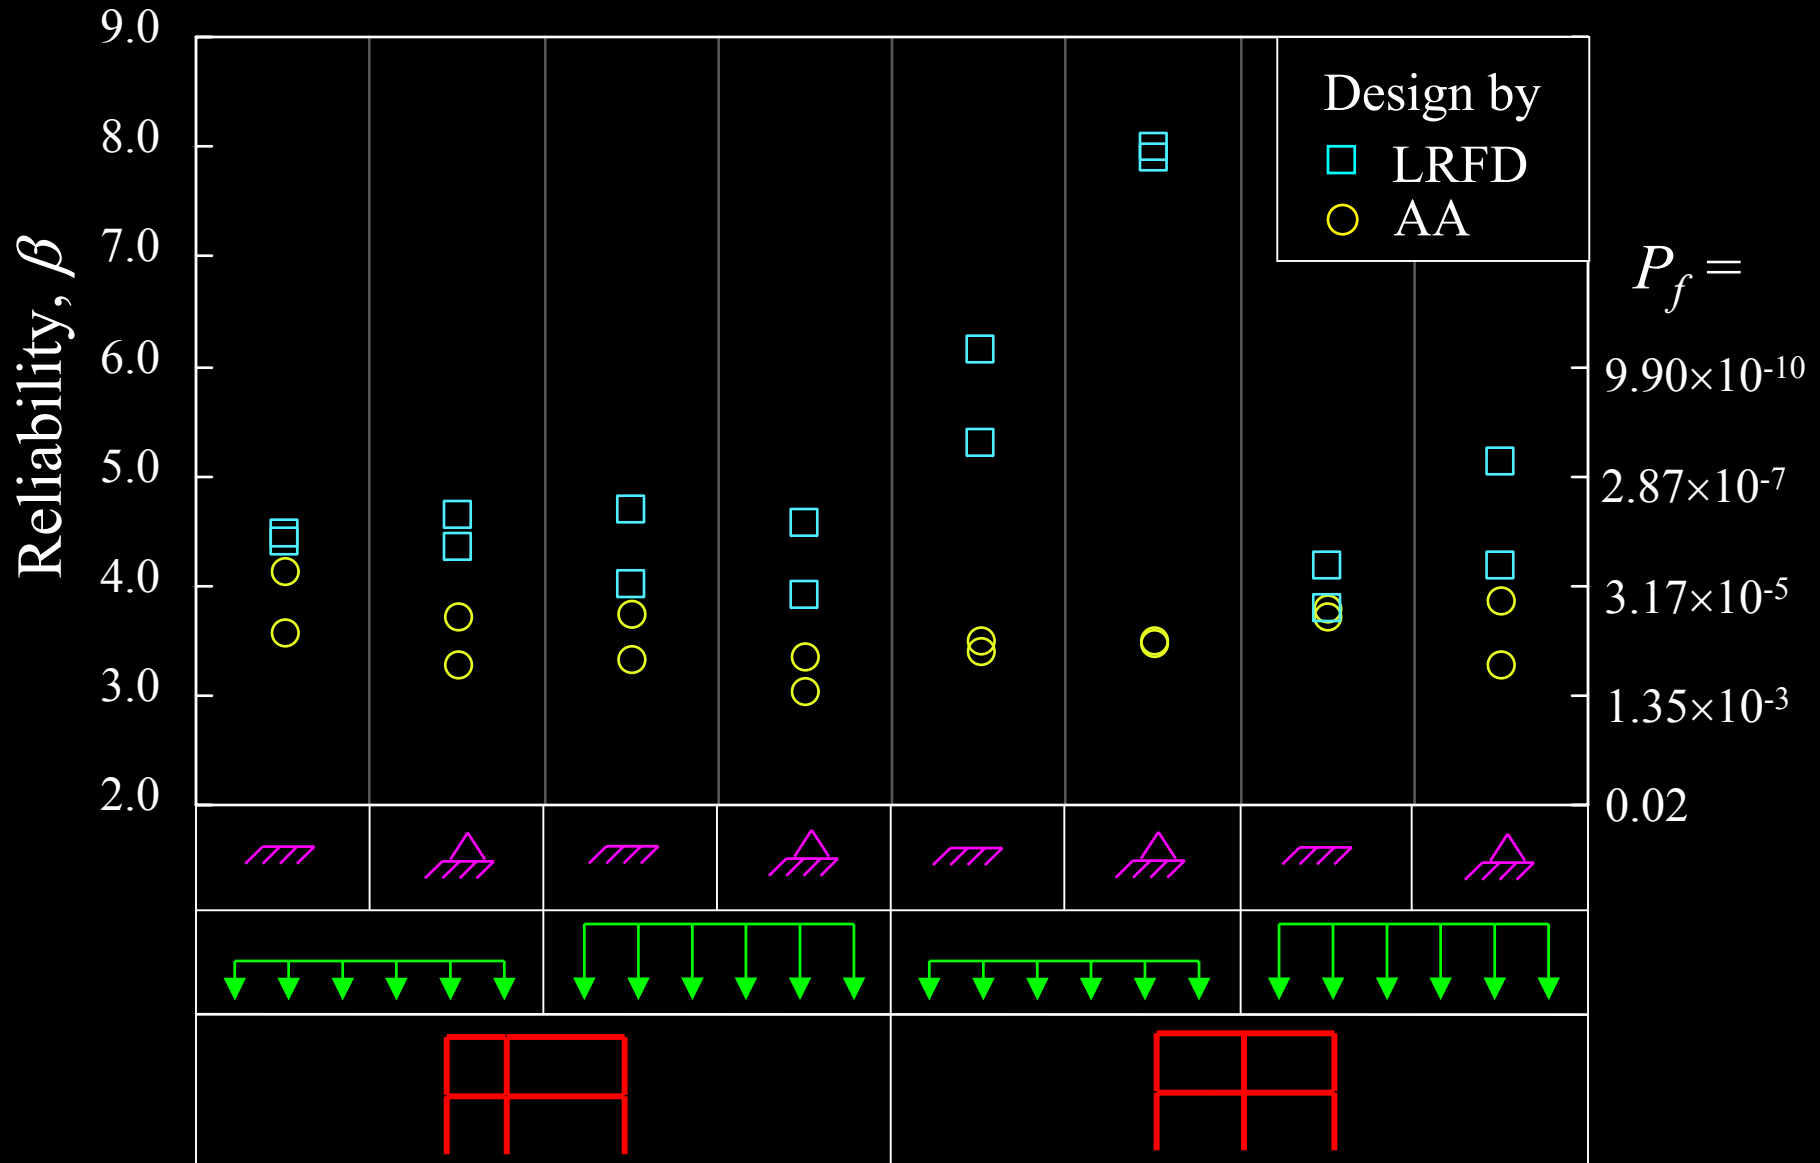 9.0
8.0
7.0
6.0
5.0
4.0
3.0
2.0
Reliability, β
Design by
LRFD
AA
P_f =
9.90×10^-10
2.87×10^-7
3.17×10^-5
1.35×10^-3
0.02